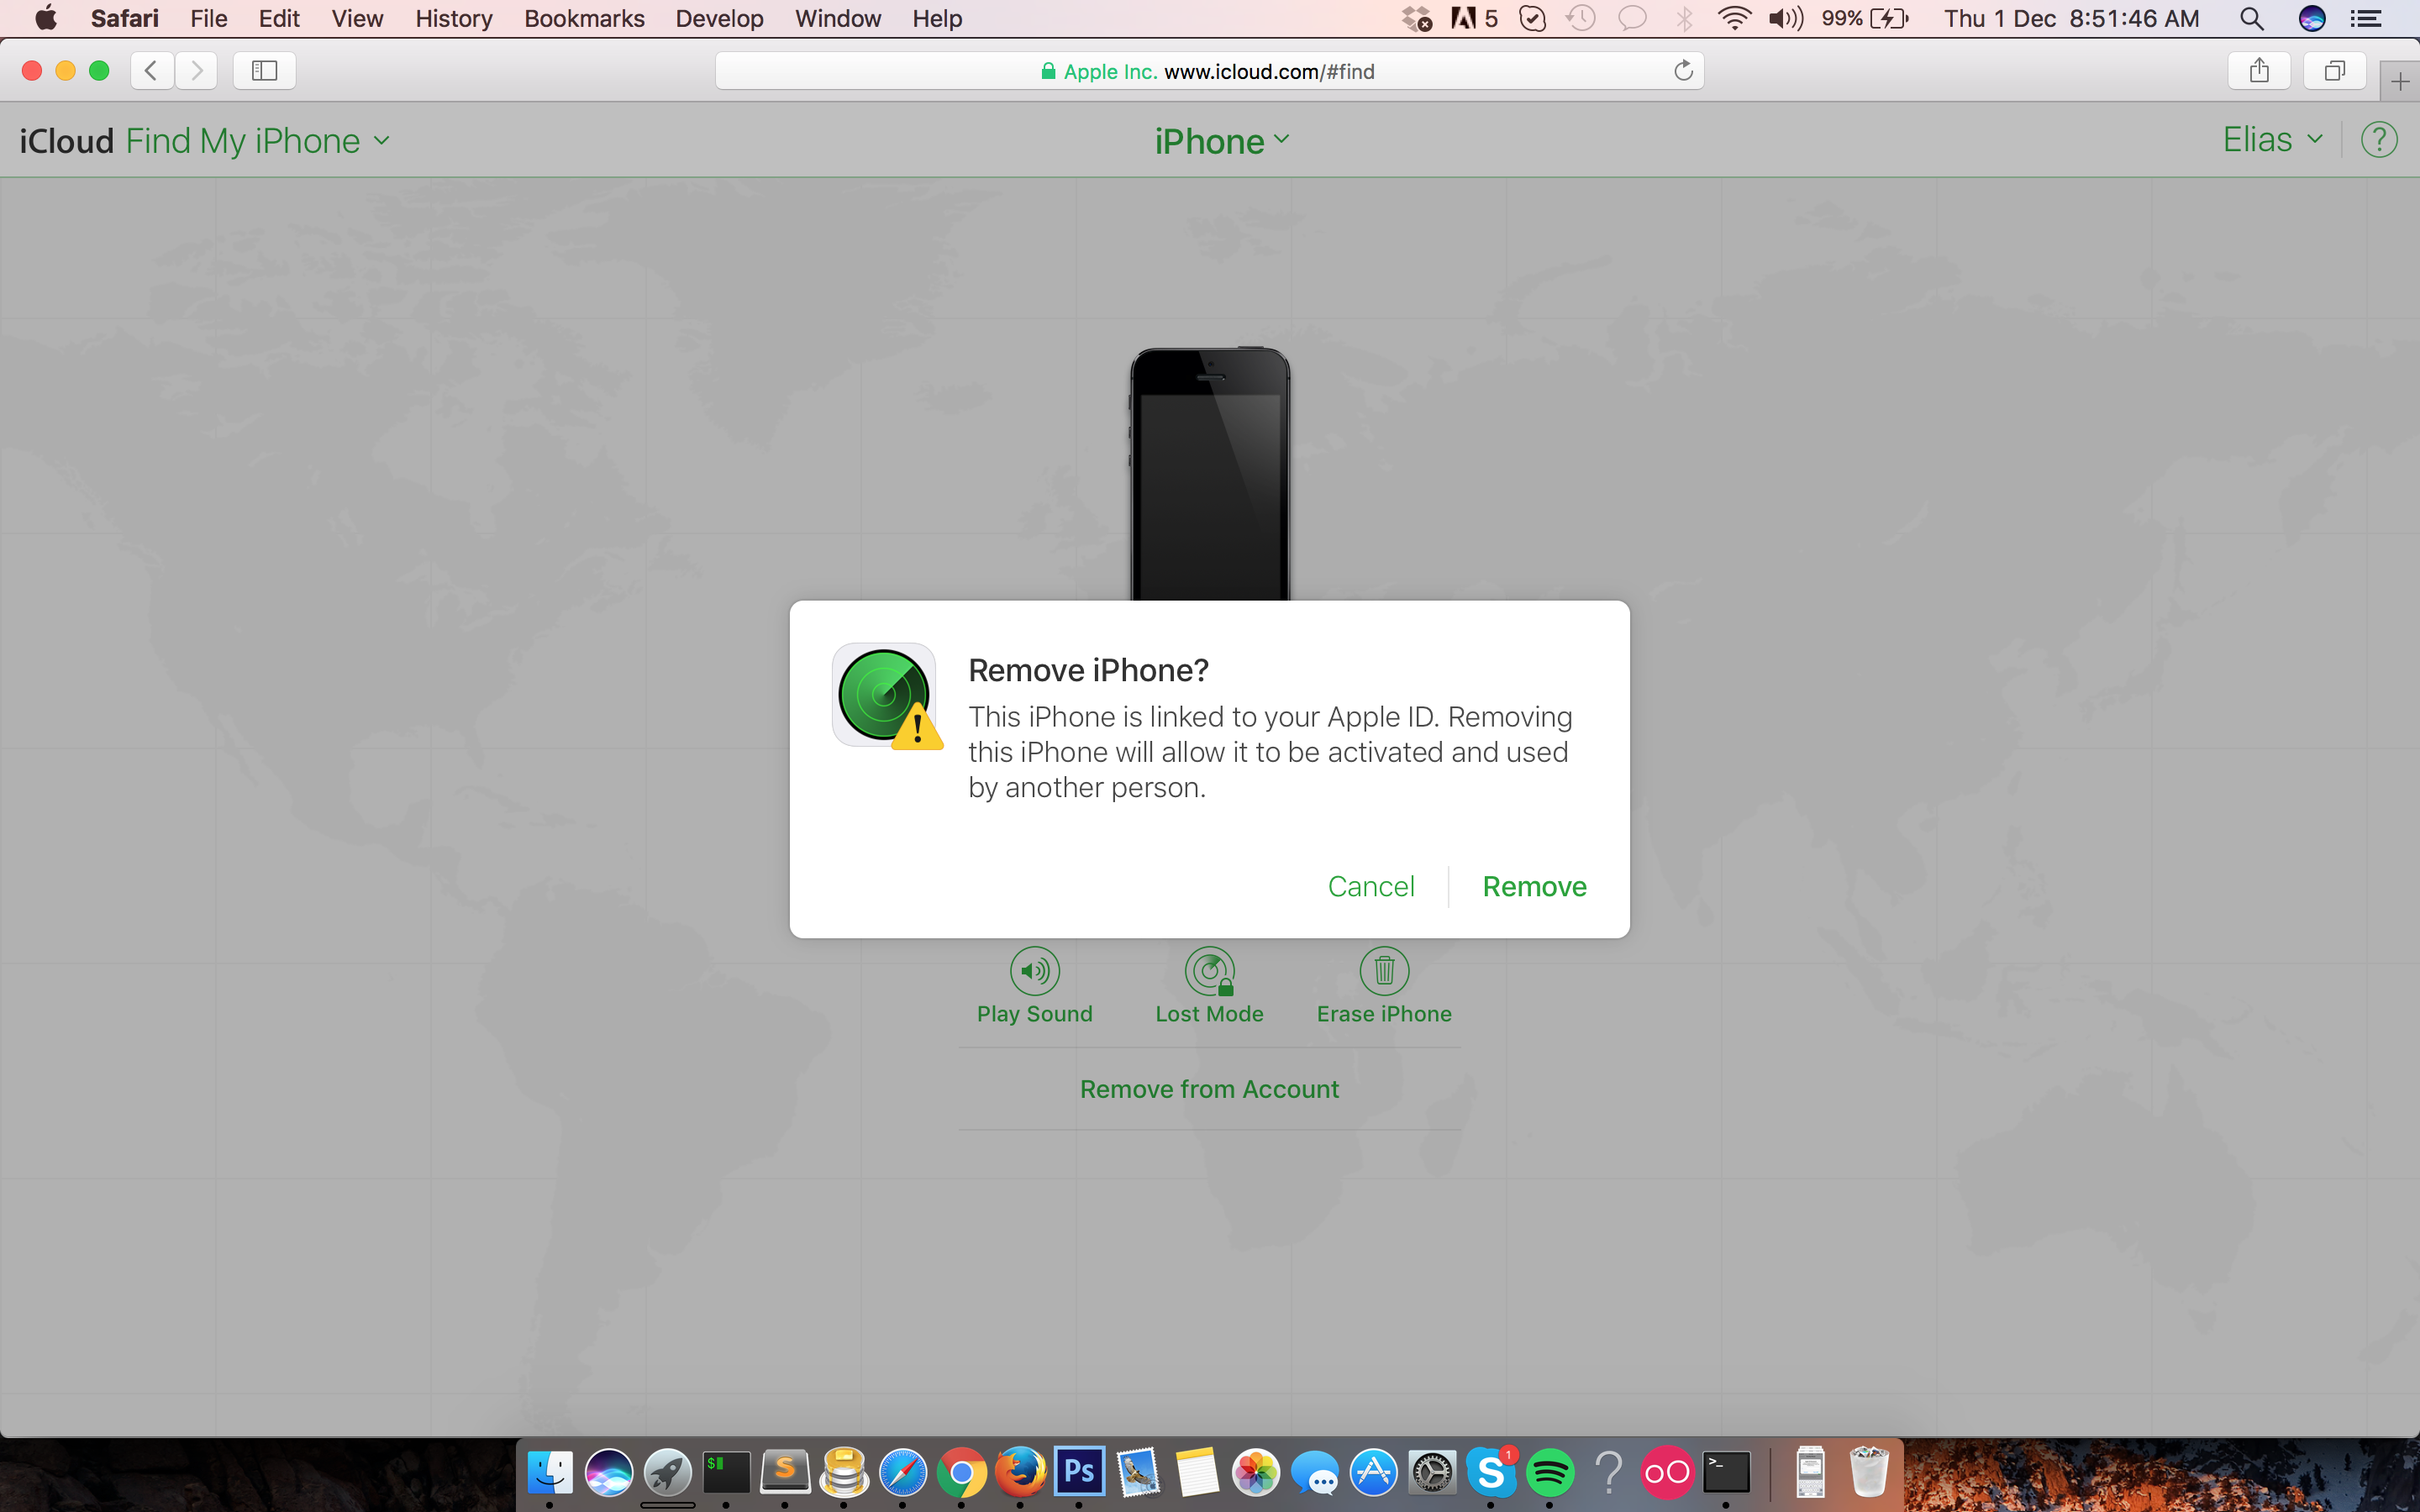 Safari File Edit View History Bookmarks Develop Window Help 5 99% Thu 1 Dec 8:51:46 AM
Apple Inc. www.icloud.com/#find
iCloud Find My iPhone iPhone Elias ?
Remove iPhone?
This iPhone is linked to your Apple ID. Removing
this iPhone will allow it to be activated and used
by another person.
Cancel Remove
Play Sound Lost Mode Erase iPhone
Remove from Account
$ S Ps S 1 ? >_